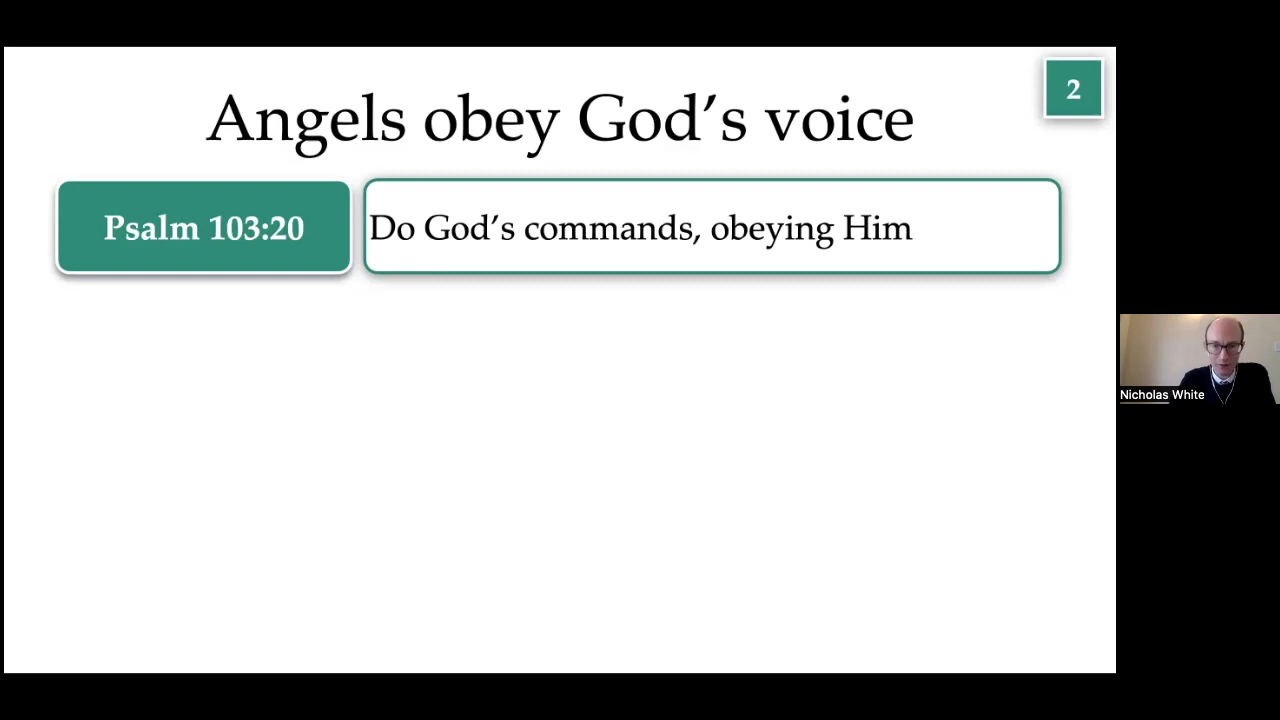 Angels obey God’s voice
2
Psalm 103:20
Do God’s commands, obeying Him
Nicholas White